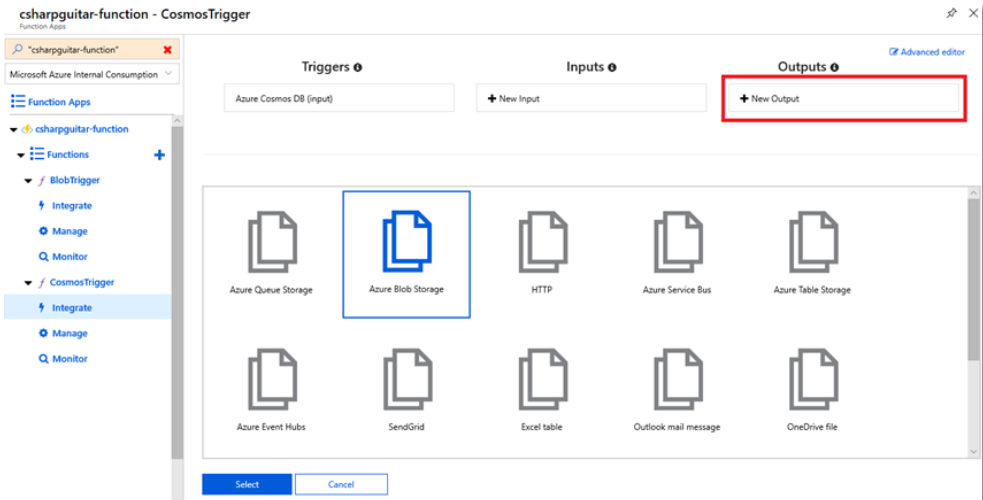 csharpguitar-function - CosmosTrigger
Function Apps
"csharpguitar-function"
Microsoft Azure Internal Consumption
Function Apps
csharpguitar-function
Functions
BlobTrigger
Integrate
Manage
Monitor
CosmosTrigger
Integrate
Manage
Monitor
Advanced editor
Triggers
Inputs
Outputs
Azure Cosmos DB (input)
+ New Input
+ New Output
Azure Queue Storage
Azure Blob Storage
HTTP
Azure Service Bus
Azure Table Storage
Azure Event Hubs
SendGrid
Excel table
Outlook mail message
OneDrive file
Select
Cancel